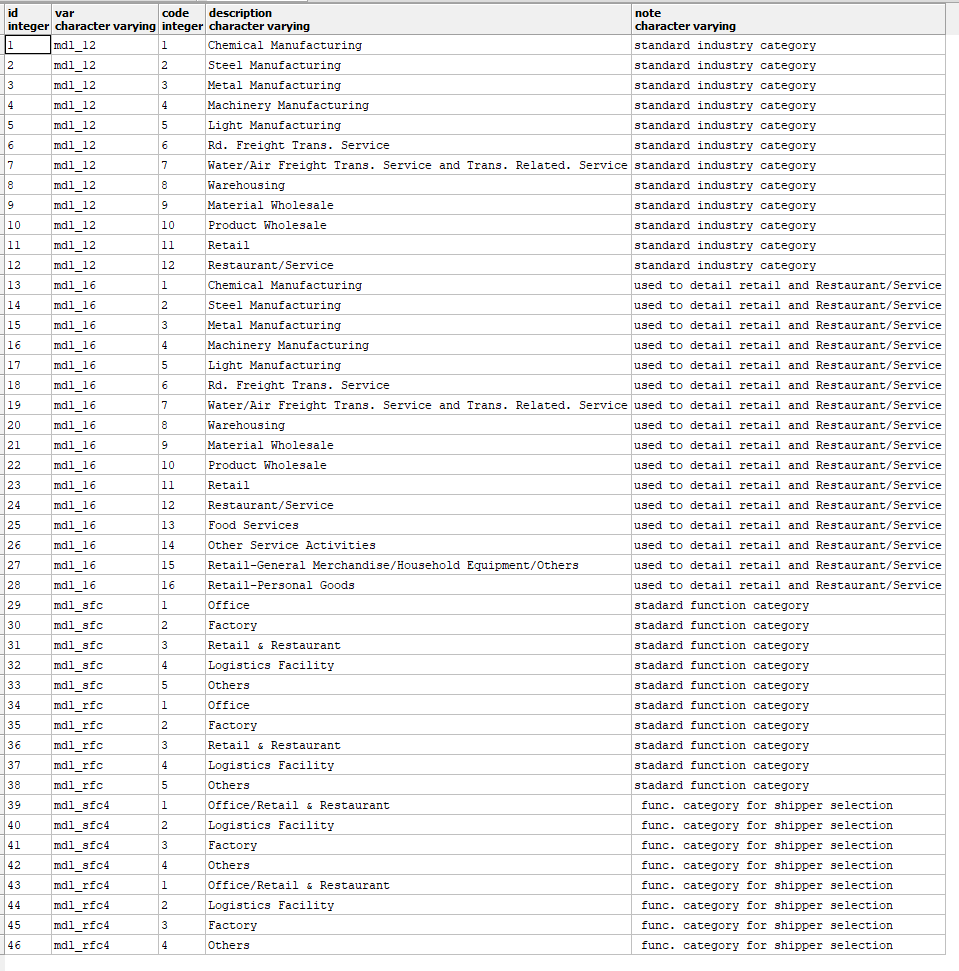 id var code description note
integer character varying integer character varying character varying
1 mdl_12 1 Chemical Manufacturing standard industry category
2 mdl_12 2 Steel Manufacturing standard industry category
3 mdl_12 3 Metal Manufacturing standard industry category
4 mdl_12 4 Machinery Manufacturing standard industry category
5 mdl_12 5 Light Manufacturing standard industry category
6 mdl_12 6 Rd. Freight Trans. Service standard industry category
7 mdl_12 7 Water/Air Freight Trans. Service and Trans. Related. Service standard industry category
8 mdl_12 8 Warehousing standard industry category
9 mdl_12 9 Material Wholesale standard industry category
10 mdl_12 10 Product Wholesale standard industry category
11 mdl_12 11 Retail standard industry category
12 mdl_12 12 Restaurant/Service standard industry category
13 mdl_16 1 Chemical Manufacturing used to detail retail and Restaurant/Service
14 mdl_16 2 Steel Manufacturing used to detail retail and Restaurant/Service
15 mdl_16 3 Metal Manufacturing used to detail retail and Restaurant/Service
16 mdl_16 4 Machinery Manufacturing used to detail retail and Restaurant/Service
17 mdl_16 5 Light Manufacturing used to detail retail and Restaurant/Service
18 mdl_16 6 Rd. Freight Trans. Service used to detail retail and Restaurant/Service
19 mdl_16 7 Water/Air Freight Trans. Service and Trans. Related. Service used to detail retail and Restaurant/Service
20 mdl_16 8 Warehousing used to detail retail and Restaurant/Service
21 mdl_16 9 Material Wholesale used to detail retail and Restaurant/Service
22 mdl_16 10 Product Wholesale used to detail retail and Restaurant/Service
23 mdl_16 11 Retail used to detail retail and Restaurant/Service
24 mdl_16 12 Restaurant/Service used to detail retail and Restaurant/Service
25 mdl_16 13 Food Services used to detail retail and Restaurant/Service
26 mdl_16 14 Other Service Activities used to detail retail and Restaurant/Service
27 mdl_16 15 Retail-General Merchandise/Household Equipment/Others used to detail retail and Restaurant/Service
28 mdl_16 16 Retail-Personal Goods used to detail retail and Restaurant/Service
29 mdl_sfc 1 Office stadard function category
30 mdl_sfc 2 Factory stadard function category
31 mdl_sfc 3 Retail & Restaurant stadard function category
32 mdl_sfc 4 Logistics Facility stadard function category
33 mdl_sfc 5 Others stadard function category
34 mdl_rfc 1 Office stadard function category
35 mdl_rfc 2 Factory stadard function category
36 mdl_rfc 3 Retail & Restaurant stadard function category
37 mdl_rfc 4 Logistics Facility stadard function category
38 mdl_rfc 5 Others stadard function category
39 mdl_sfc4 1 Office/Retail & Restaurant func. category for shipper selection
40 mdl_sfc4 2 Logistics Facility func. category for shipper selection
41 mdl_sfc4 3 Factory func. category for shipper selection
42 mdl_sfc4 4 Others func. category for shipper selection
43 mdl_rfc4 1 Office/Retail & Restaurant func. category for shipper selection
44 mdl_rfc4 2 Logistics Facility func. category for shipper selection
45 mdl_rfc4 3 Factory func. category for shipper selection
46 mdl_rfc4 4 Others func. category for shipper selection